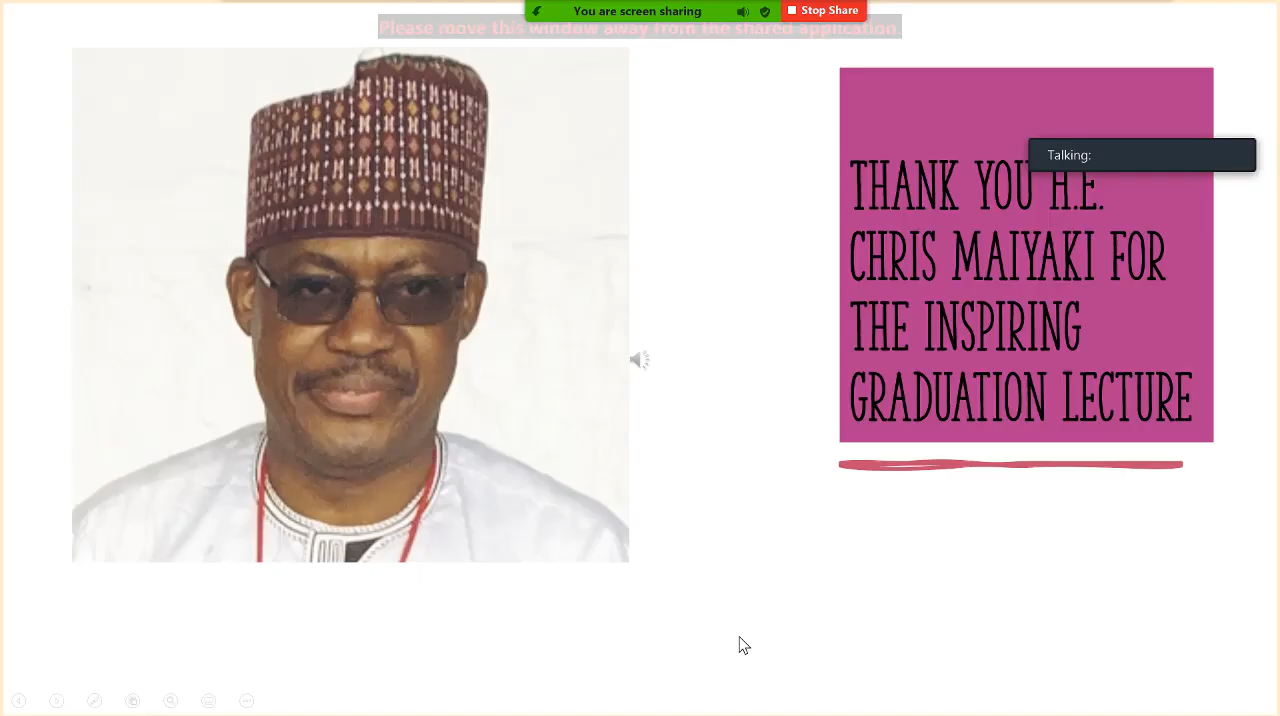 You are screen sharing
Stop Share
Please move this window away from the shared application.
Talking:
THANK YOU H.E.
CHRIS MAIYAKI FOR
THE INSPIRING
GRADUATION LECTURE